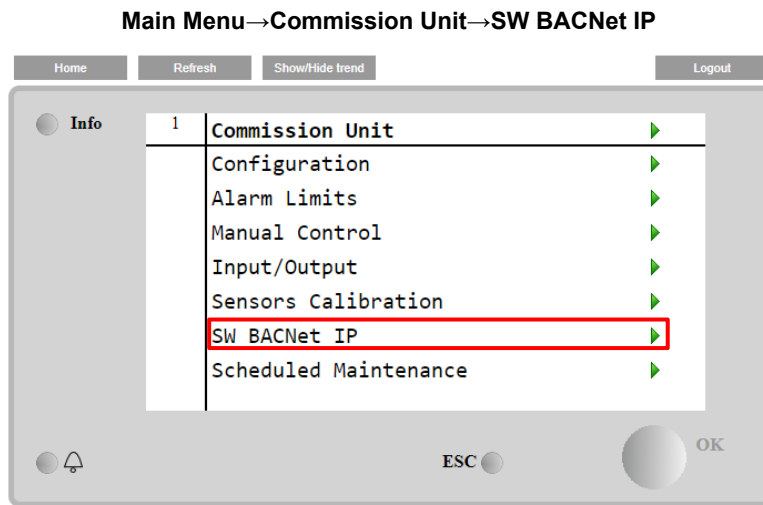 Main Menu→Commission Unit→SW BACNet IP
Home Refresh Show/Hide trend Logout
Info
1 Commission Unit
Configuration
Alarm Limits
Manual Control
Input/Output
Sensors Calibration
SW BACNet IP
Scheduled Maintenance
OK
ESC